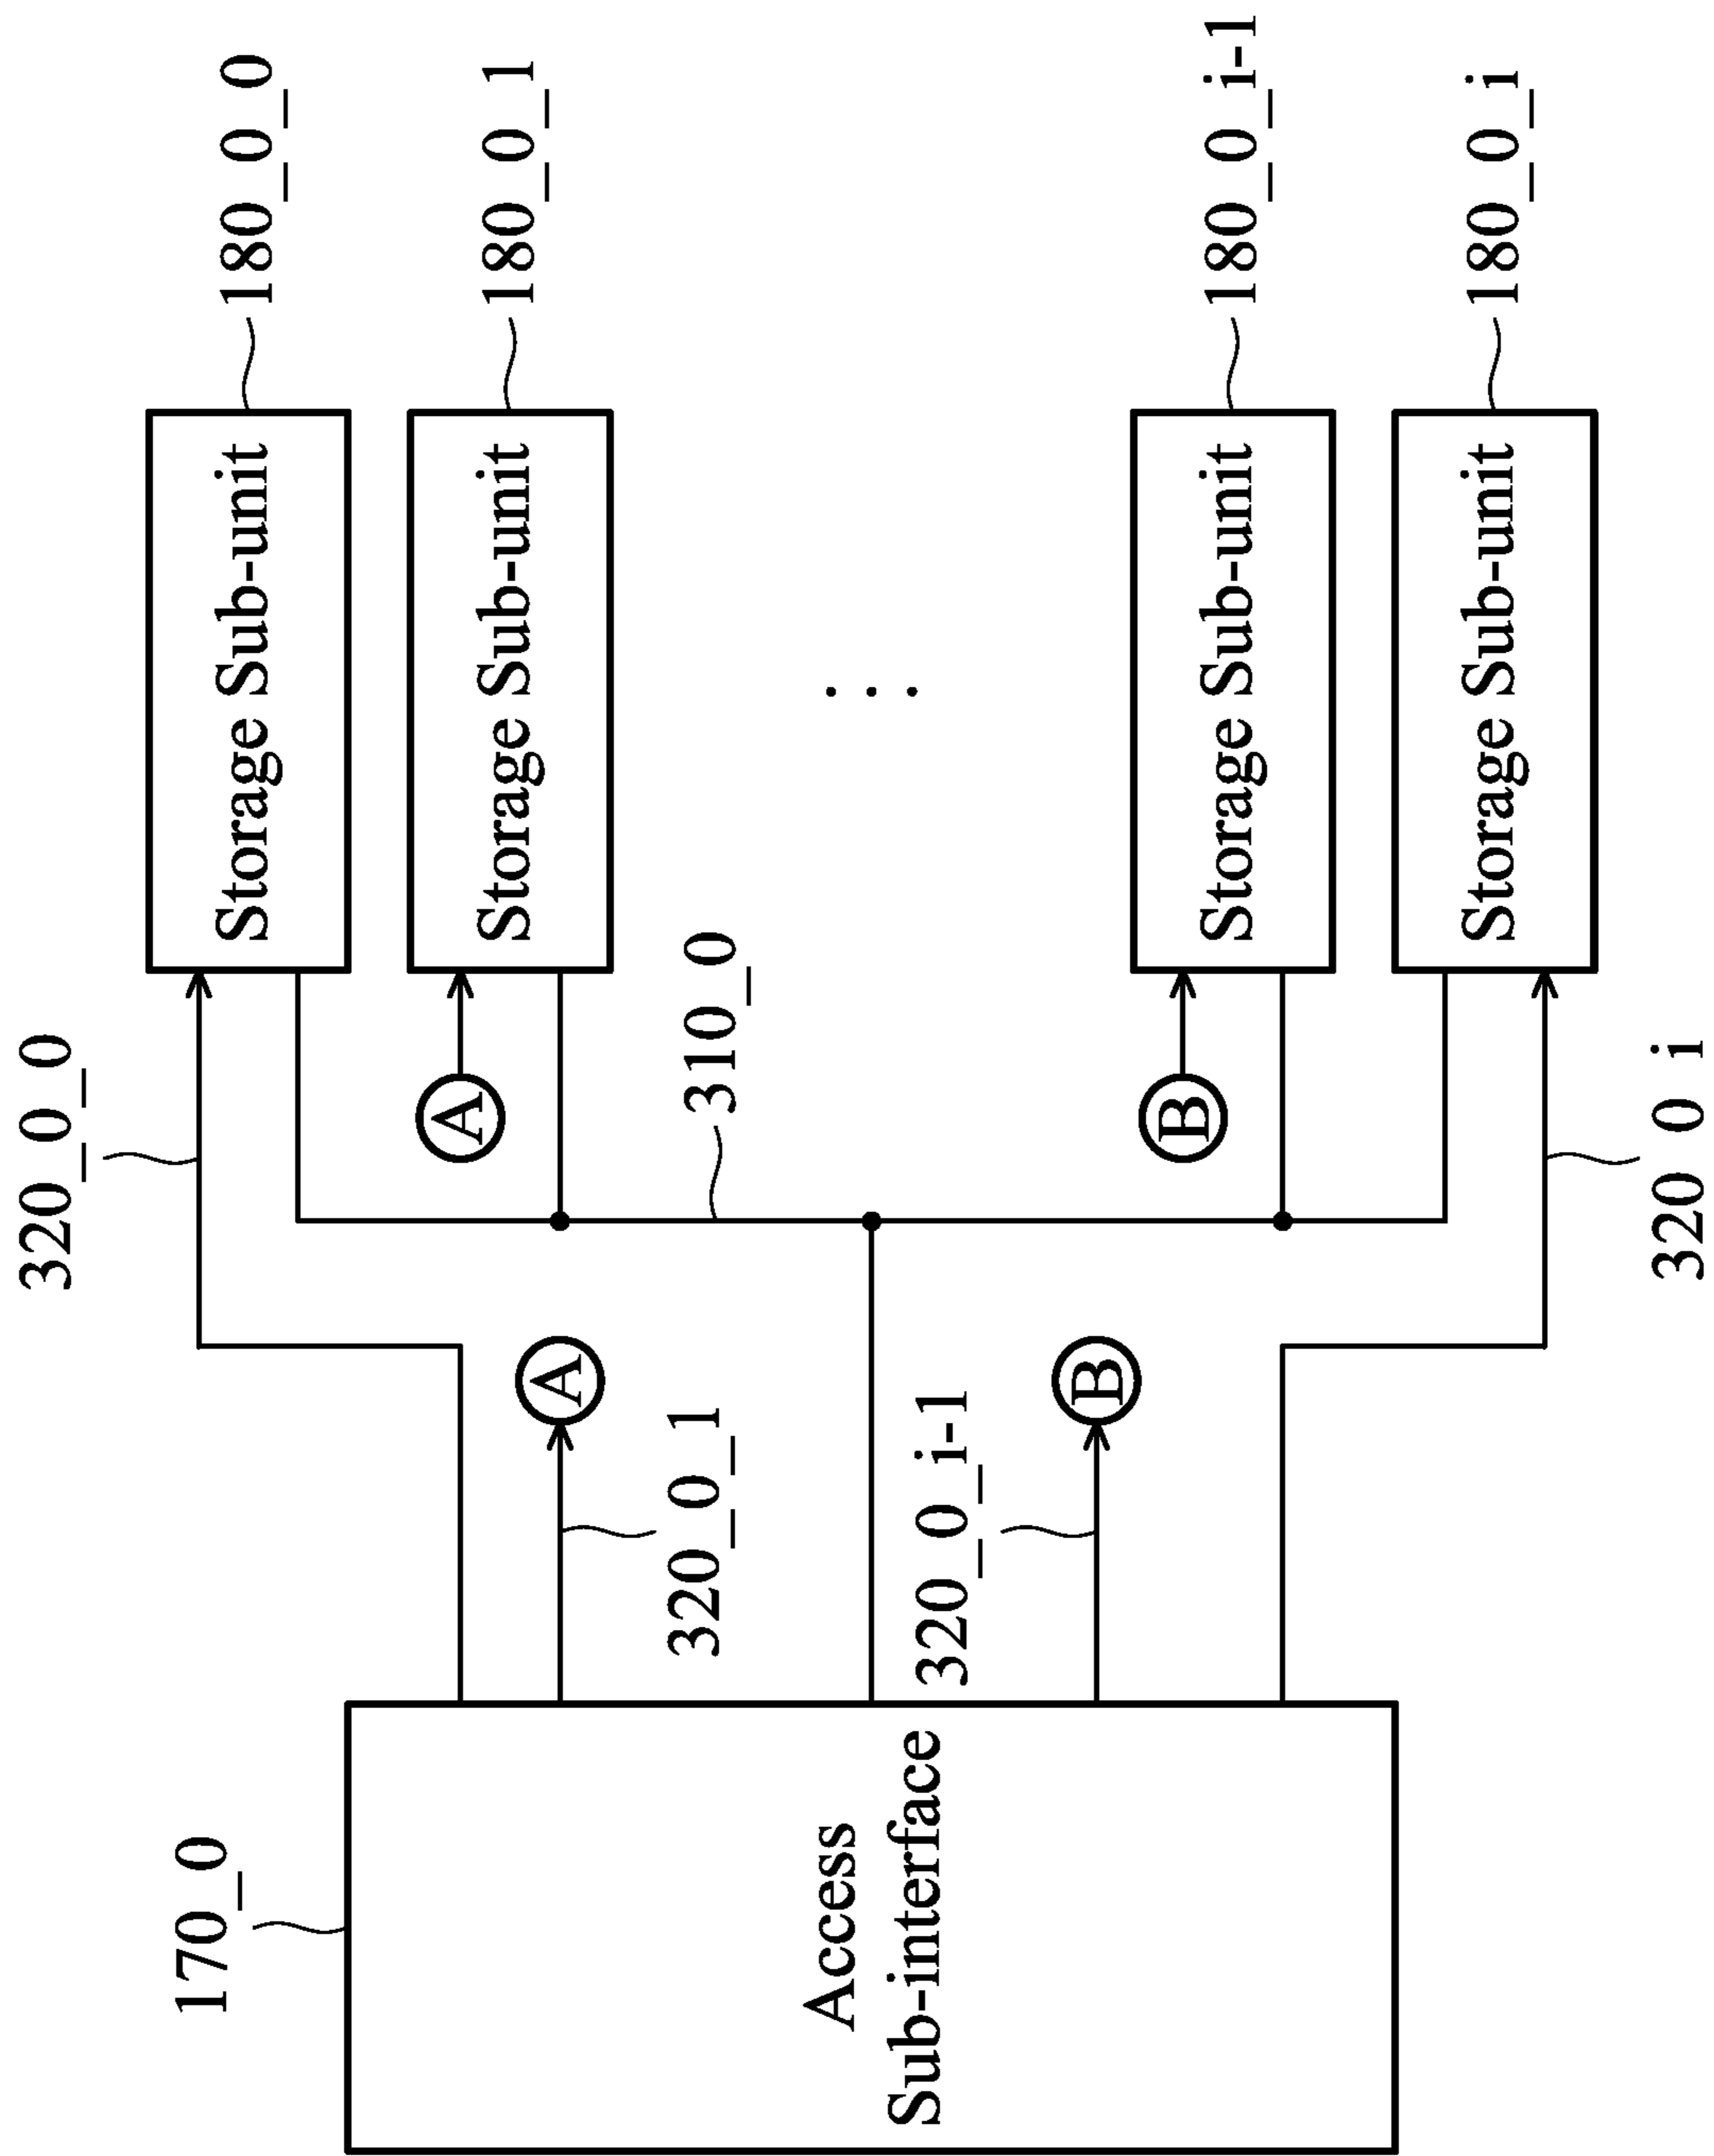 320_0_0
Storage Sub-unit
180_0_0
A
Storage Sub-unit
180_0_1
170_0
A
320_0_1
310_0
Access
Sub-interface
320_0_i-1
B
B
Storage Sub-unit
180_0_i-1
Storage Sub-unit
180_0_i
320_0_i